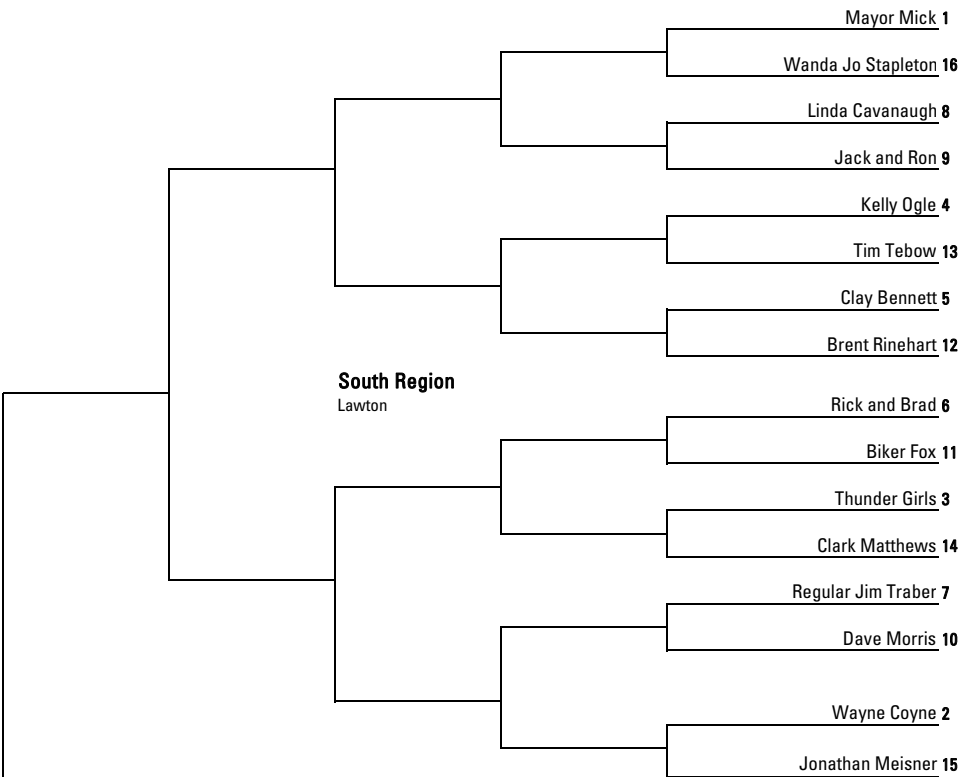 Mayor Mick 1
Wanda Jo Stapleton 16
Linda Cavanaugh 8
Jack and Ron 9
Kelly Ogle 4
Tim Tebow 13
Clay Bennett 5
Brent Rinehart 12
South Region
Lawton
Rick and Brad 6
Biker Fox 11
Thunder Girls 3
Clark Matthews 14
Regular Jim Traber 7
Dave Morris 10
Wayne Coyne 2
Jonathan Meisner 15